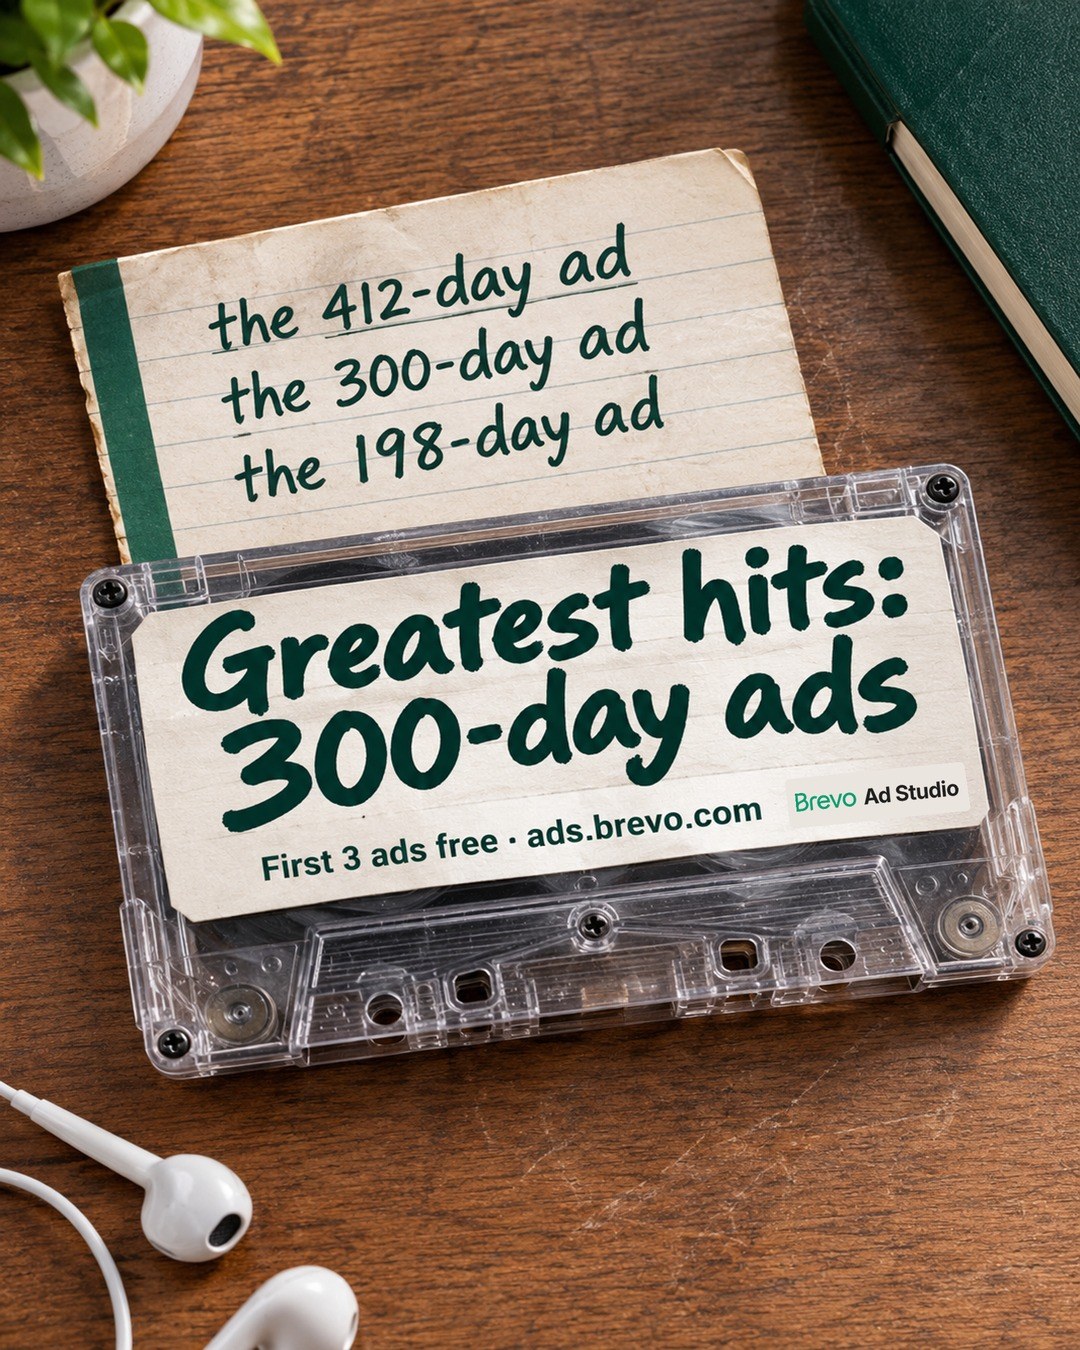 the 412-day ad
the 300-day ad
the 198-day ad
Greatest hits:
300-day ads
First 3 ads free · ads.brevo.com
Brevo Ad Studio